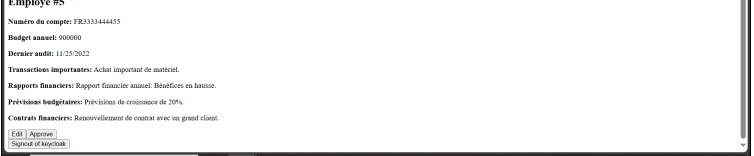 Employé #5
Numéro du compte: FR3333444455
Budget annuel: 900000
Dernier audit: 11/25/2022
Transactions importantes: Achat important de matériel.
Rapports financiers: Rapport financier annuel: Bénéfices en hausse.
Prévisions budgétaires: Prévisions de croissance de 20%.
Contrats financiers: Renouvellement de contrat avec un grand client.
Edit Approve
Signout of keycloak